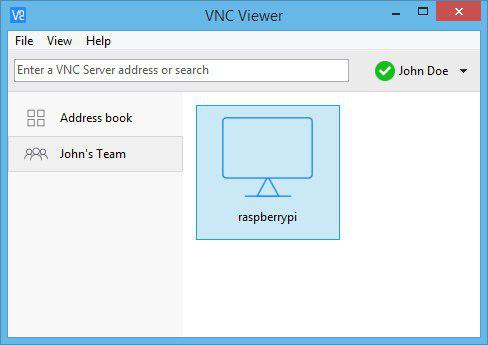 VNC Viewer
File View Help
Enter a VNC Server address or search
John Doe
Address book
John's Team
raspberrypi